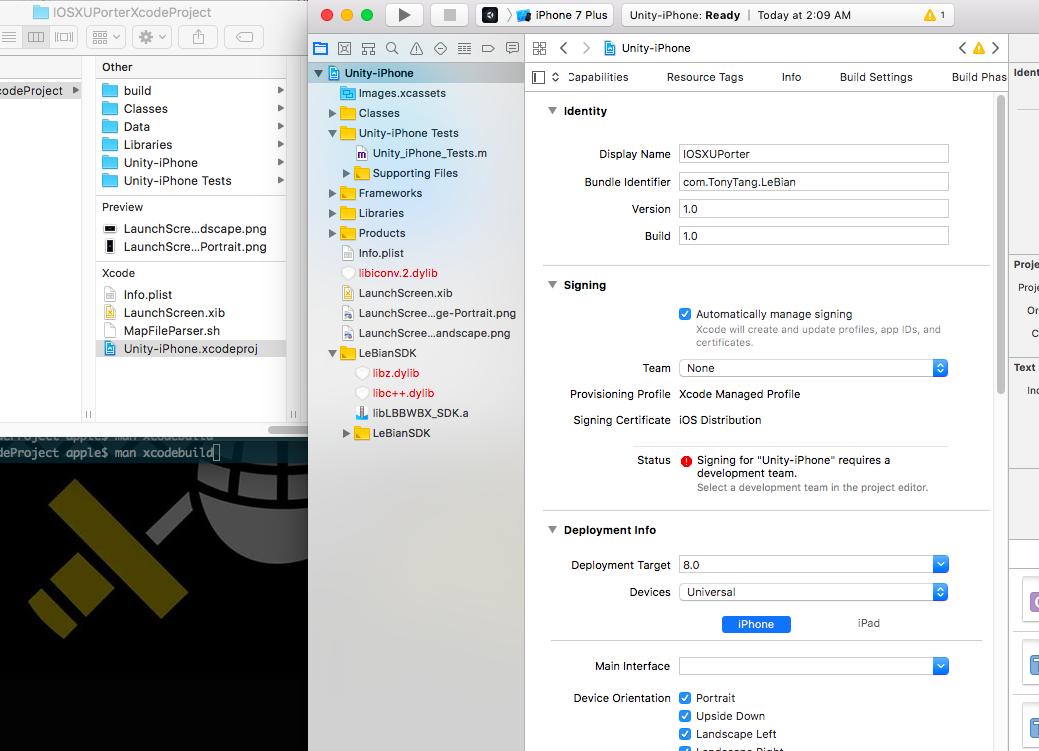 IOSXUPorterXcodeProject
codeProject
Other
build
Classes
Data
Libraries
Unity-iPhone
Unity-iPhone Tests
Preview
LaunchScre...dscape.png
LaunchScre...Portrait.png
Xcode
Info.plist
LaunchScreen.xib
MapFileParser.sh
Unity-iPhone.xcodeproj
deProject apple$ man xcodebuild
deProject apple$ man xcodebuild
iPhone 7 Plus
Unity-iPhone: Ready | Today at 2:09 AM
1
Unity-iPhone
Images.xcassets
Classes
Unity-iPhone Tests
Unity_iPhone_Tests.m
Supporting Files
Frameworks
Libraries
Products
Info.plist
libiconv.2.dylib
LaunchScreen.xib
LaunchScree...ge-Portrait.png
LaunchScree...andscape.png
LeBianSDK
libz.dylib
libc++.dylib
libLBBWBX_SDK.a
LeBianSDK
Unity-iPhone
Capabilities Resource Tags Info Build Settings Build Phas
Identity
Display Name IOSXUPorter
Bundle Identifier com.TonyTang.LeBian
Version 1.0
Build 1.0
Signing
Automatically manage signing
Xcode will create and update profiles, app IDs, and
certificates.
Team None
Provisioning Profile Xcode Managed Profile
Signing Certificate iOS Distribution
Status Signing for "Unity-iPhone" requires a
development team.
Select a development team in the project editor.
Deployment Info
Deployment Target 8.0
Devices Universal
iPhone iPad
Main Interface
Device Orientation Portrait
Upside Down
Landscape Left
Landscape Right
Ident
Proje
Proje
Or
C
Text
Ind